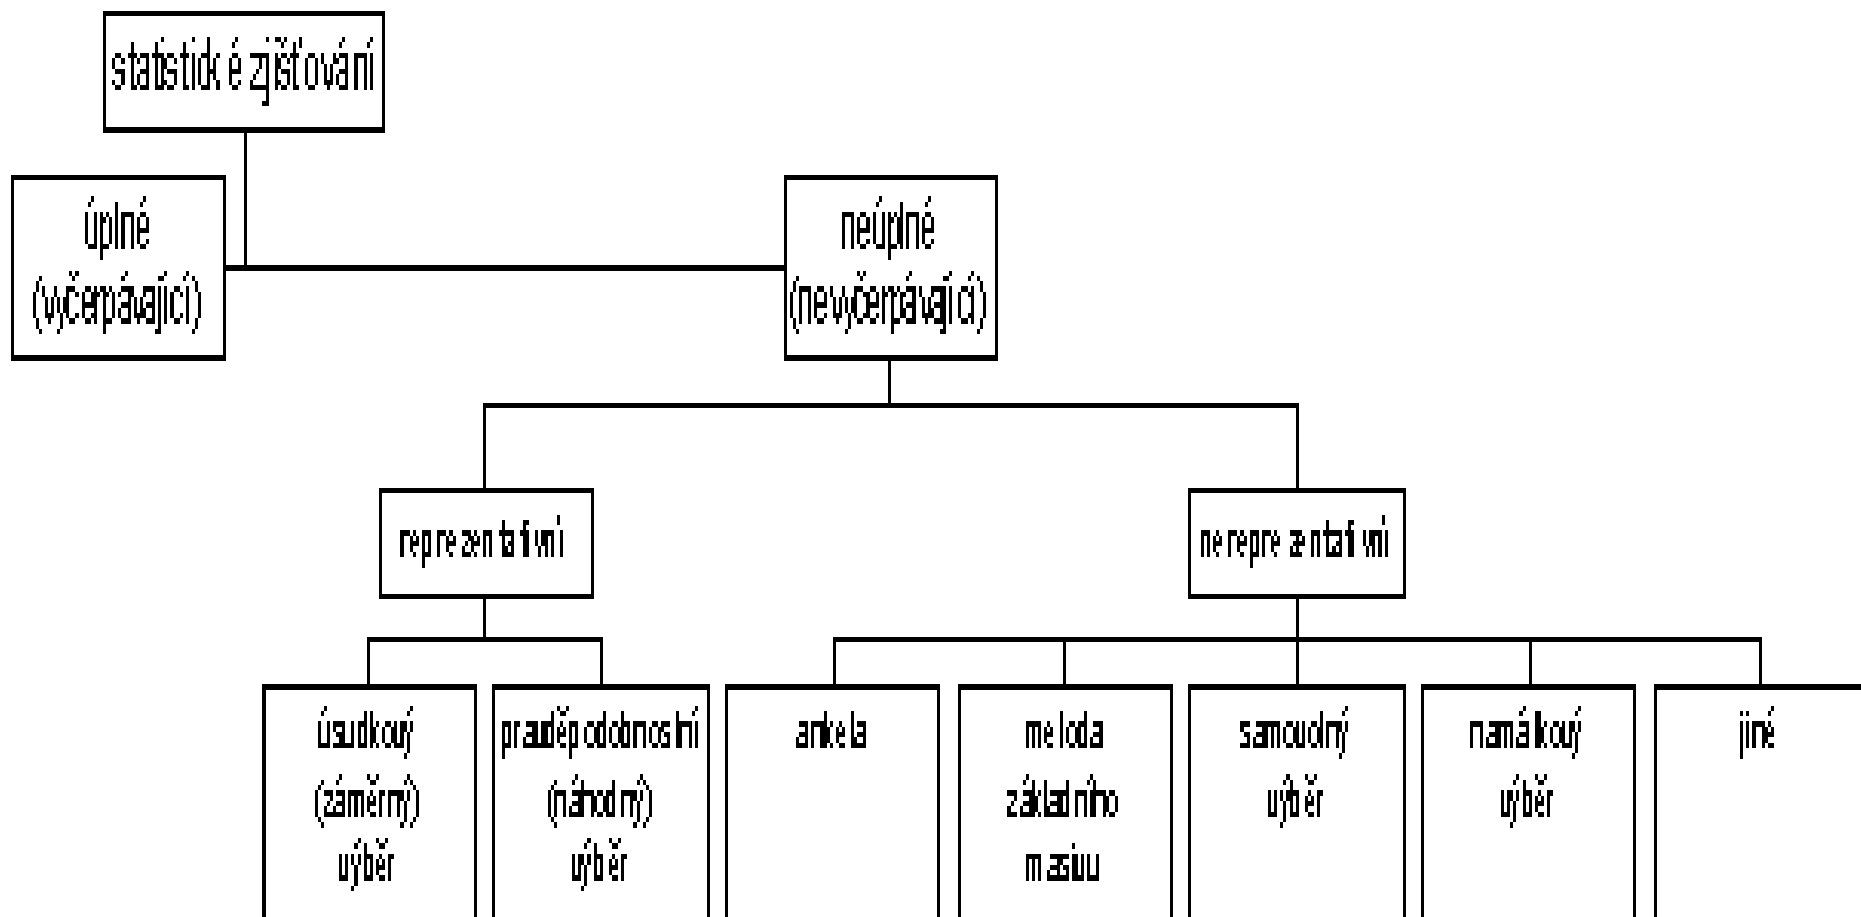 statistické zjišťování
úplné
(vyčerpávající)
neúplné
(nevyčerpávající)
reprezentativní
nereprezentativní
úsudkový
(záměrný)
výběr
pravděpodobnostní
(náhodný)
výběr
anketa
metoda
základního
masivu
samovolný
výběr
namátkový
výběr
jiné